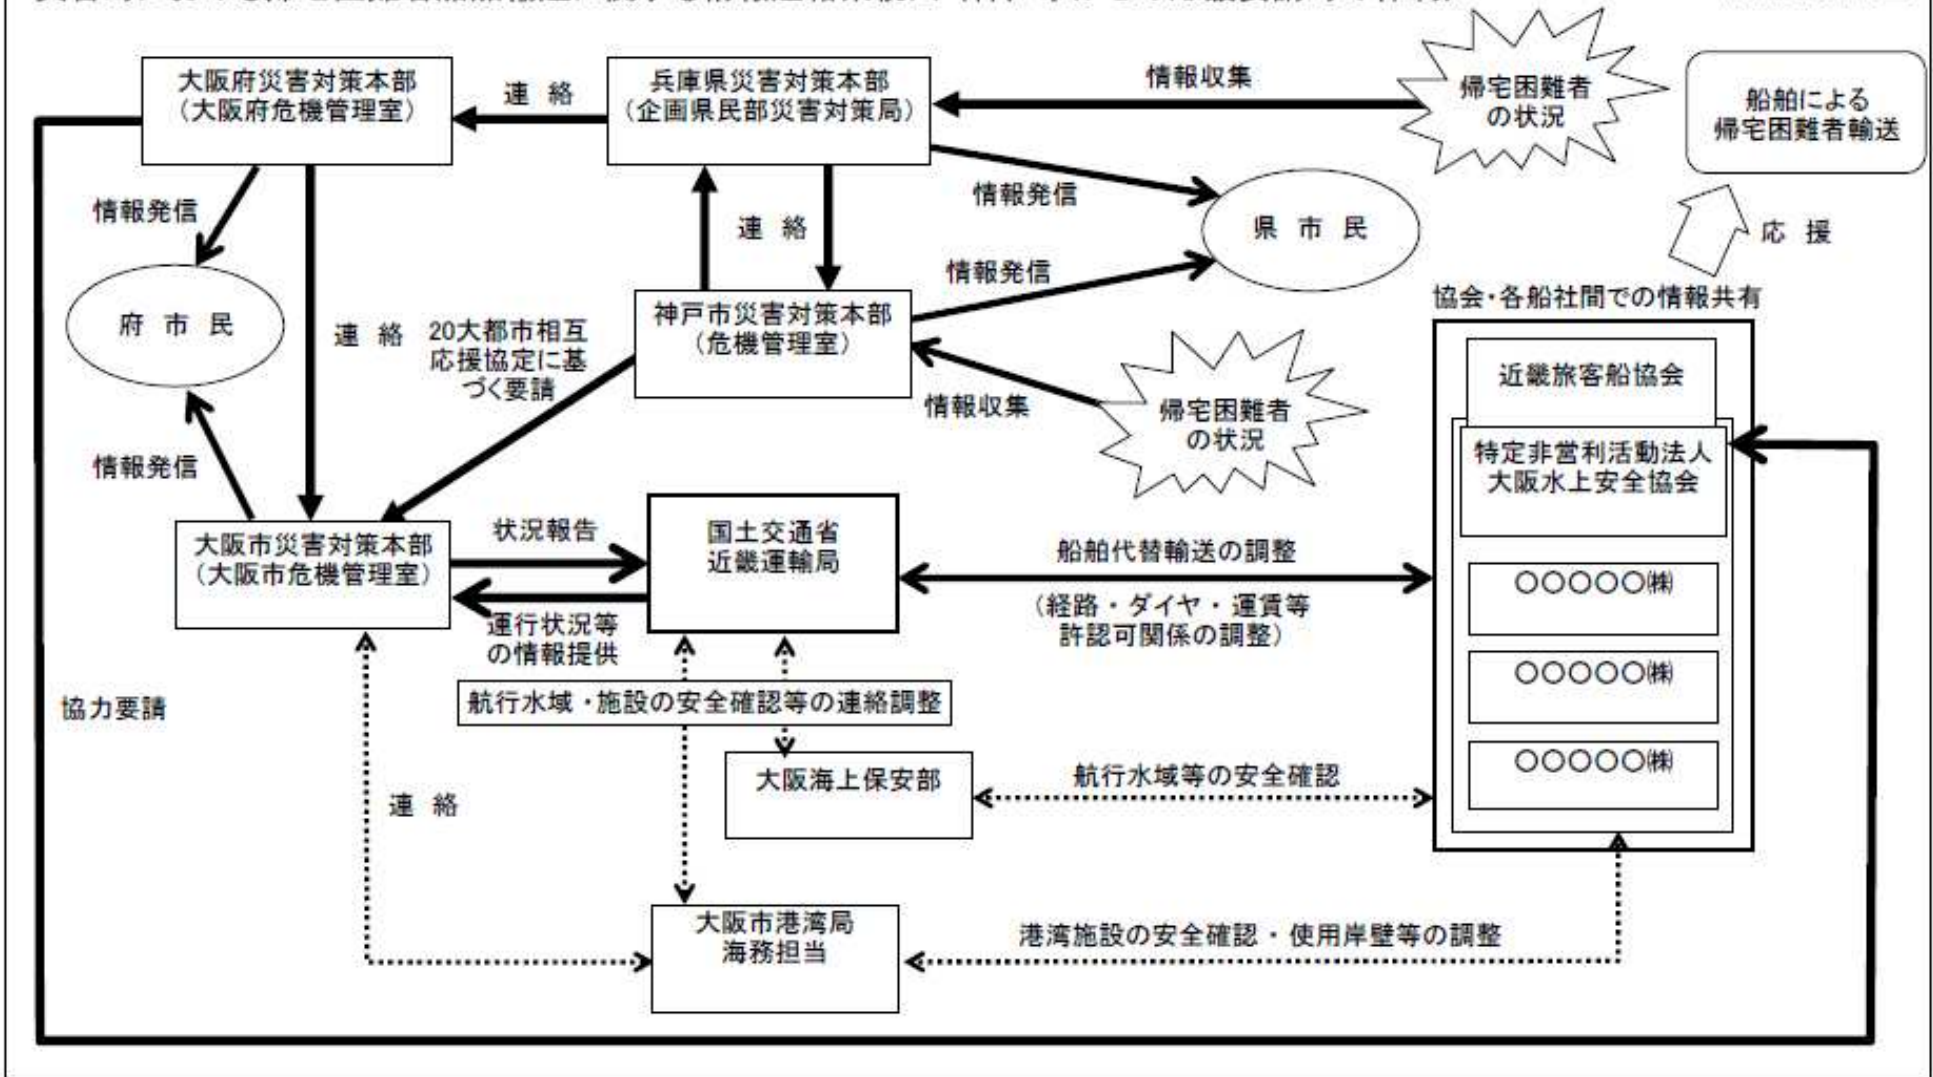 大阪府災害対策本部
（大阪府危機管理室）
連 絡
兵庫県災害対策本部
（企画県民部災害対策局）
情報収集
帰宅困難者
の状況
船舶による
帰宅困難者輸送
情報発信
情報発信
連 絡
県 市 民
応 援
情報発信
府 市 民
連 絡
20大都市相互
応援協定に基
づく要請
神戸市災害対策本部
（危機管理室）
協会・各船社間での情報共有
近畿旅客船協会
情報収集
帰宅困難者
の状況
特定非営利活動法人
大阪水上安全協会
情報発信
大阪市災害対策本部
（大阪市危機管理室）
状況報告
国土交通省
近畿運輸局
船舶代替輸送の調整
（経路・ダイヤ・運賃等
許認可関係の調整）
〇〇〇〇〇㈱
運行状況等
の情報提供
〇〇〇〇〇㈱
協力要請
航行水域・施設の安全確認等の連絡調整
〇〇〇〇〇㈱
大阪海上保安部
航行水域等の安全確認
連 絡
大阪市港湾局
海務担当
港湾施設の安全確認・使用岸壁等の調整